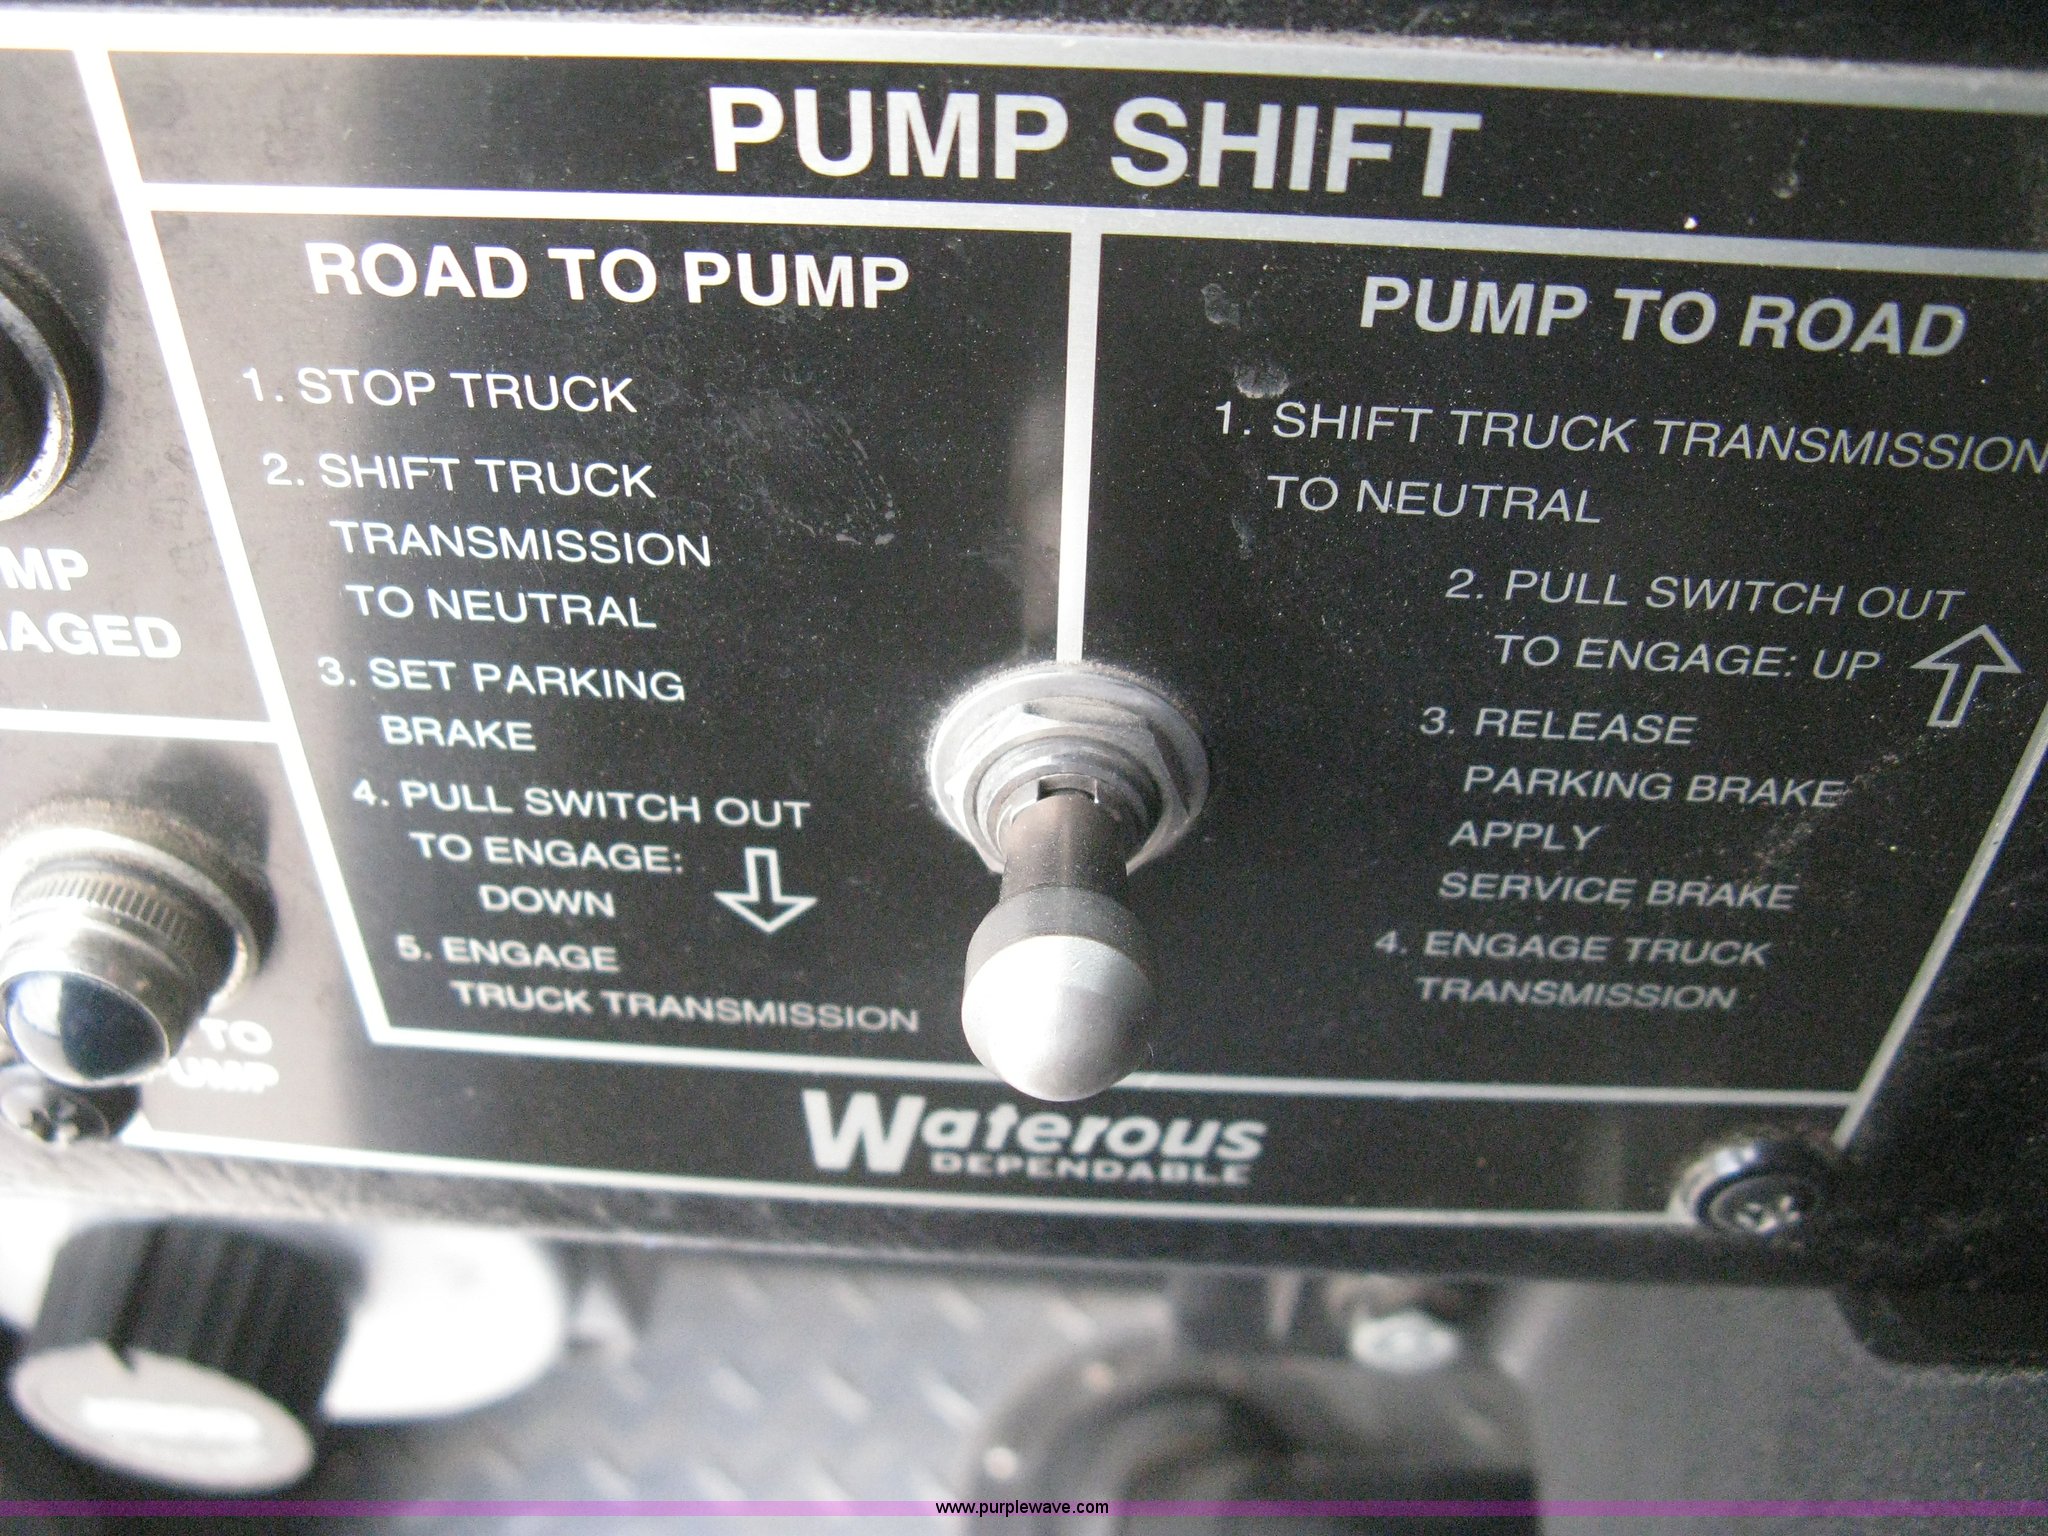 PUMP SHIFT
ROAD TO PUMP
1. STOP TRUCK
2. SHIFT TRUCK
TRANSMISSION
TO NEUTRAL
3. SET PARKING
BRAKE
4. PULL SWITCH OUT
TO ENGAGE:
DOWN
5. ENGAGE
TRUCK TRANSMISSION
PUMP TO ROAD
1. SHIFT TRUCK TRANSMISSION
TO NEUTRAL
2. PULL SWITCH OUT
TO ENGAGE: UP
3. RELEASE
PARKING BRAKE
APPLY
SERVICE BRAKE
4. ENGAGE TRUCK
TRANSMISSION
TO
Waterous
DEPENDABLE
www.purplewave.com